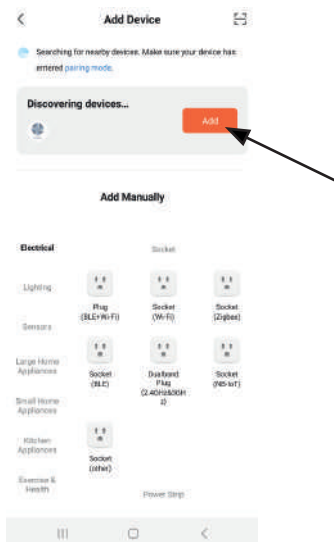 Add Device
Searching for nearby devices. Make sure your device has
entered pairing mode.
Discovering devices...
Add
Add Manually
Electrical
Socket
Lighting
Plug
(BLE+Wi-Fi)
Socket
(Wi-Fi)
Socket
(Zigbee)
Sensors
Large Home
Appliances
Socket
(BLE)
Dualband
Plug
(2.4GHz&5GH
z)
Socket
(NB-IoT)
Small Home
Appliances
Kitchen
Appliances
Socket
(other)
Exercise &
Health
Power Strip